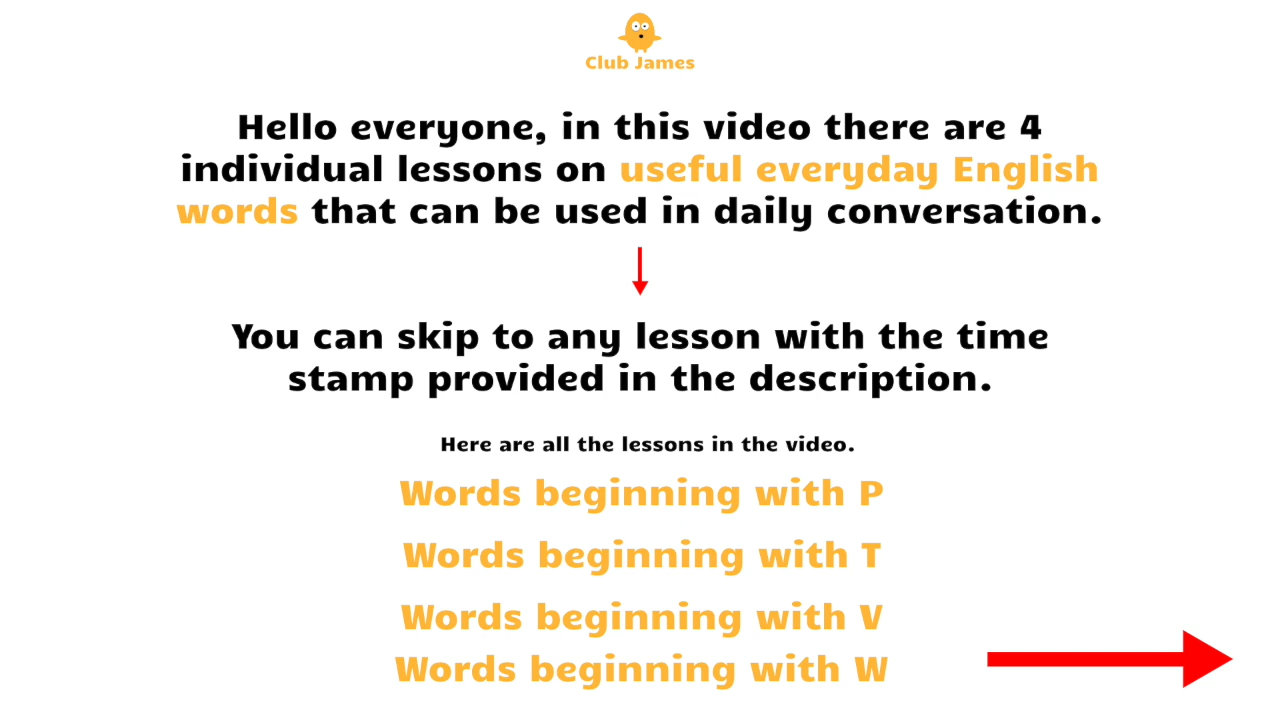 Club James
Hello everyone, in this video there are 4
individual lessons on useful everyday English
words that can be used in daily conversation.
You can skip to any lesson with the time
stamp provided in the description.
Here are all the lessons in the video.
Words beginning with P
Words beginning with T
Words beginning with V
Words beginning with W